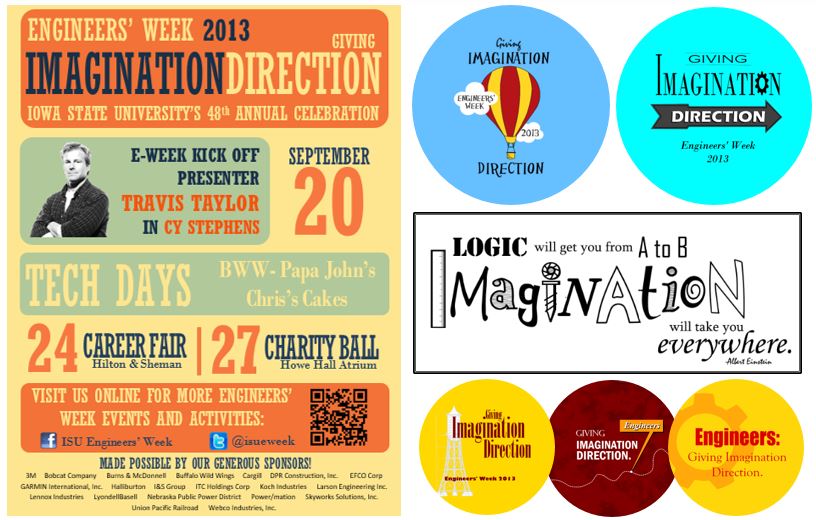 ENGINEERS' WEEK 2013
GIVING
IMAGINATION DIRECTION
IOWA STATE UNIVERSITY'S 48th ANNUAL CELEBRATION
E-WEEK KICK OFF
PRESENTER
TRAVIS TAYLOR
IN CY STEPHENS
SEPTEMBER
20
TECH DAYS
BWW- Papa John's
Chris's Cakes
24 CAREER FAIR
Hilton & Sheman
27 CHARITY BALL
Howe Hall Atrium
VISIT US ONLINE FOR MORE ENGINEERS'
WEEK EVENTS AND ACTIVITIES:
ISU Engineers' Week
@isueweek
MADE POSSIBLE BY OUR GENEROUS SPONSORS!
3M Bobcat Company Burns & McDonnell Buffalo Wild Wings Cargill DPR Construction, Inc. EFCO Corp
GARMIN International, Inc. Halliburton I&S Group ITC Holdings Corp Koch Industries Larson Engineering Inc.
Lennox Industries LyondellBasell Nebraska Public Power District Power/mation Skyworks Solutions, Inc.
Union Pacific Railroad Webco Industries, Inc.
Giving
IMAGINATION
ENGINEERS'
WEEK
2013
DIRECTION
GIVING
IMAGINATION
DIRECTION
Engineers' Week
2013
LOGIC will get you from A to B
IMagiNAtioN
will take you
everywhere.
-Albert Einstein
Giving
Imagination
Direction
Engineers' Week 2013
Engineers
GIVING
IMAGINATION
DIRECTION.
Engineers:
Giving Imagination
Direction.